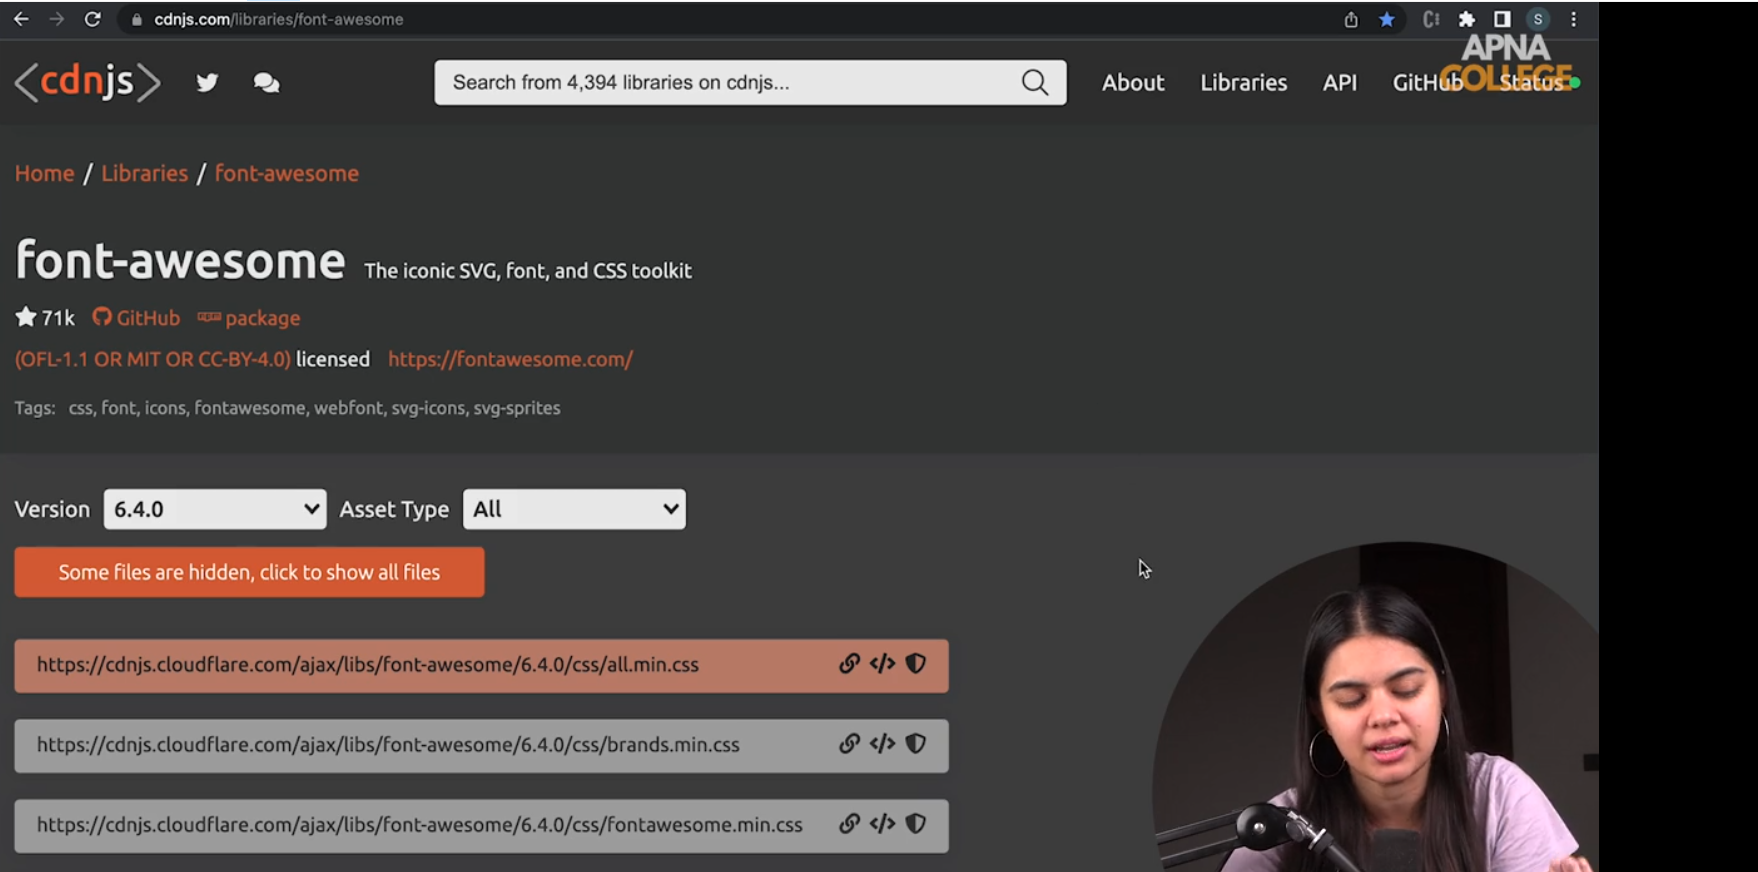 cdnjs.com/libraries/font-awesome
S
APNA
COLLEGE
<cdnjs>
Search from 4,394 libraries on cdnjs...
About
Libraries
API
GitHub
Status
Home / Libraries / font-awesome
font-awesome The iconic SVG, font, and CSS toolkit
71k GitHub npm package
(OFL-1.1 OR MIT OR CC-BY-4.0) licensed https://fontawesome.com/
Tags: css, font, icons, fontawesome, webfont, svg-icons, svg-sprites
Version 6.4.0 Asset Type All
Some files are hidden, click to show all files
https://cdnjs.cloudflare.com/ajax/libs/font-awesome/6.4.0/css/all.min.css </>
https://cdnjs.cloudflare.com/ajax/libs/font-awesome/6.4.0/css/brands.min.css </>
https://cdnjs.cloudflare.com/ajax/libs/font-awesome/6.4.0/css/fontawesome.min.css </>